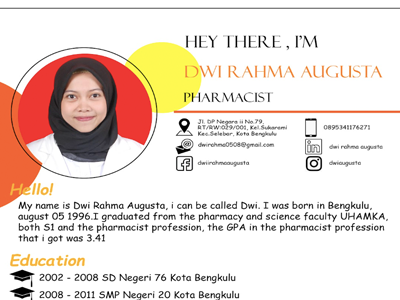 HEY THERE , I'M
DWI RAHMA AUGUSTA
PHARMACIST
Jl. DP Negara ii No.79,
RT/RW:029/001, Kel.Sukarami
Kec.Selebar, Kota Bengkulu
0895341176271
dwirahma0508@gmail.com
dwi rahma augusta
dwiirahmaaugusta
dwiaugusta
Hello!
My name is Dwi Rahma Augusta, i can be called Dwi. I was born in Bengkulu,
august 05 1996.I graduated from the pharmacy and science faculty UHAMKA,
both S1 and the pharmacist profession, the GPA in the pharmacist profession
that i got was 3.41
Education
2002 - 2008 SD Negeri 76 Kota Bengkulu
2008 - 2011 SMP Negeri 20 Kota Bengkulu